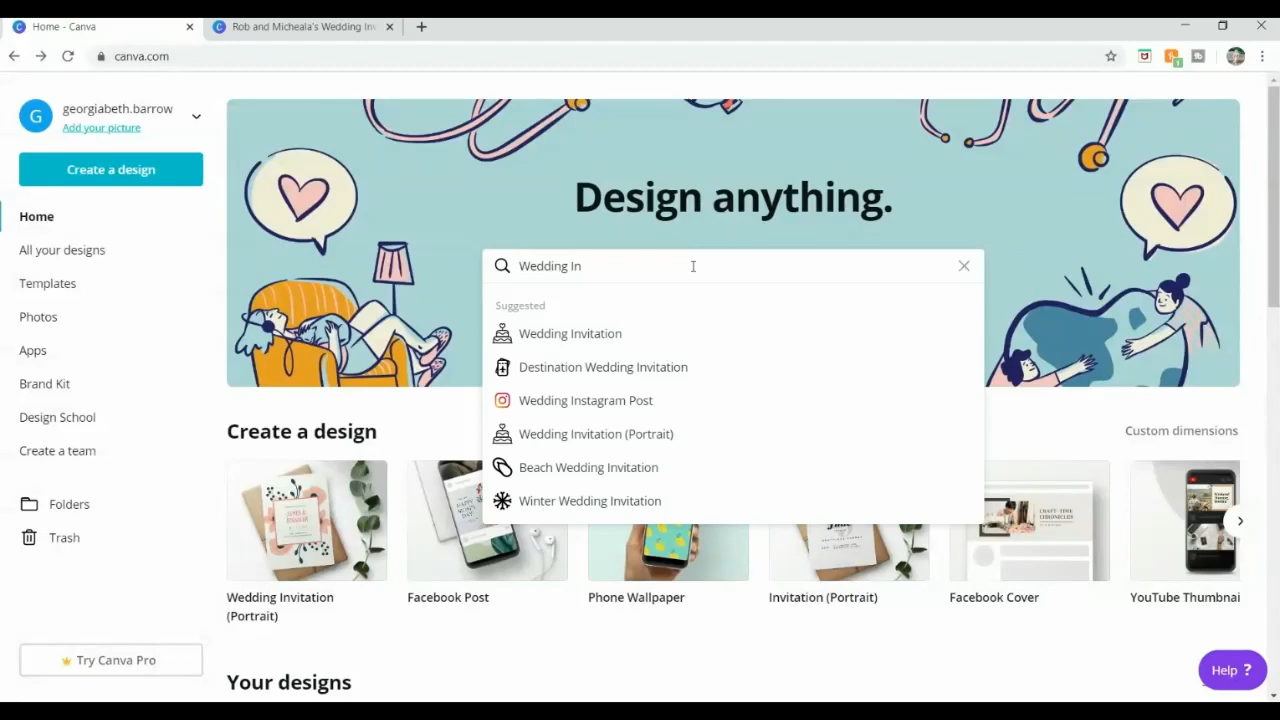 Home - Canva
Rob and Micheala's Wedding Inv
canva.com
G
georgiabeth.barrow
Add your picture
Create a design
Home
All your designs
Templates
Photos
Apps
Brand Kit
Design School
Create a team
Folders
Trash
Try Canva Pro
Design anything.
Wedding In
Suggested
Wedding Invitation
Destination Wedding Invitation
Wedding Instagram Post
Wedding Invitation (Portrait)
Beach Wedding Invitation
Winter Wedding Invitation
Create a design
Custom dimensions
Wedding Invitation
(Portrait)
Facebook Post
Phone Wallpaper
Invitation (Portrait)
Facebook Cover
YouTube Thumbnai
Your designs
Help ?